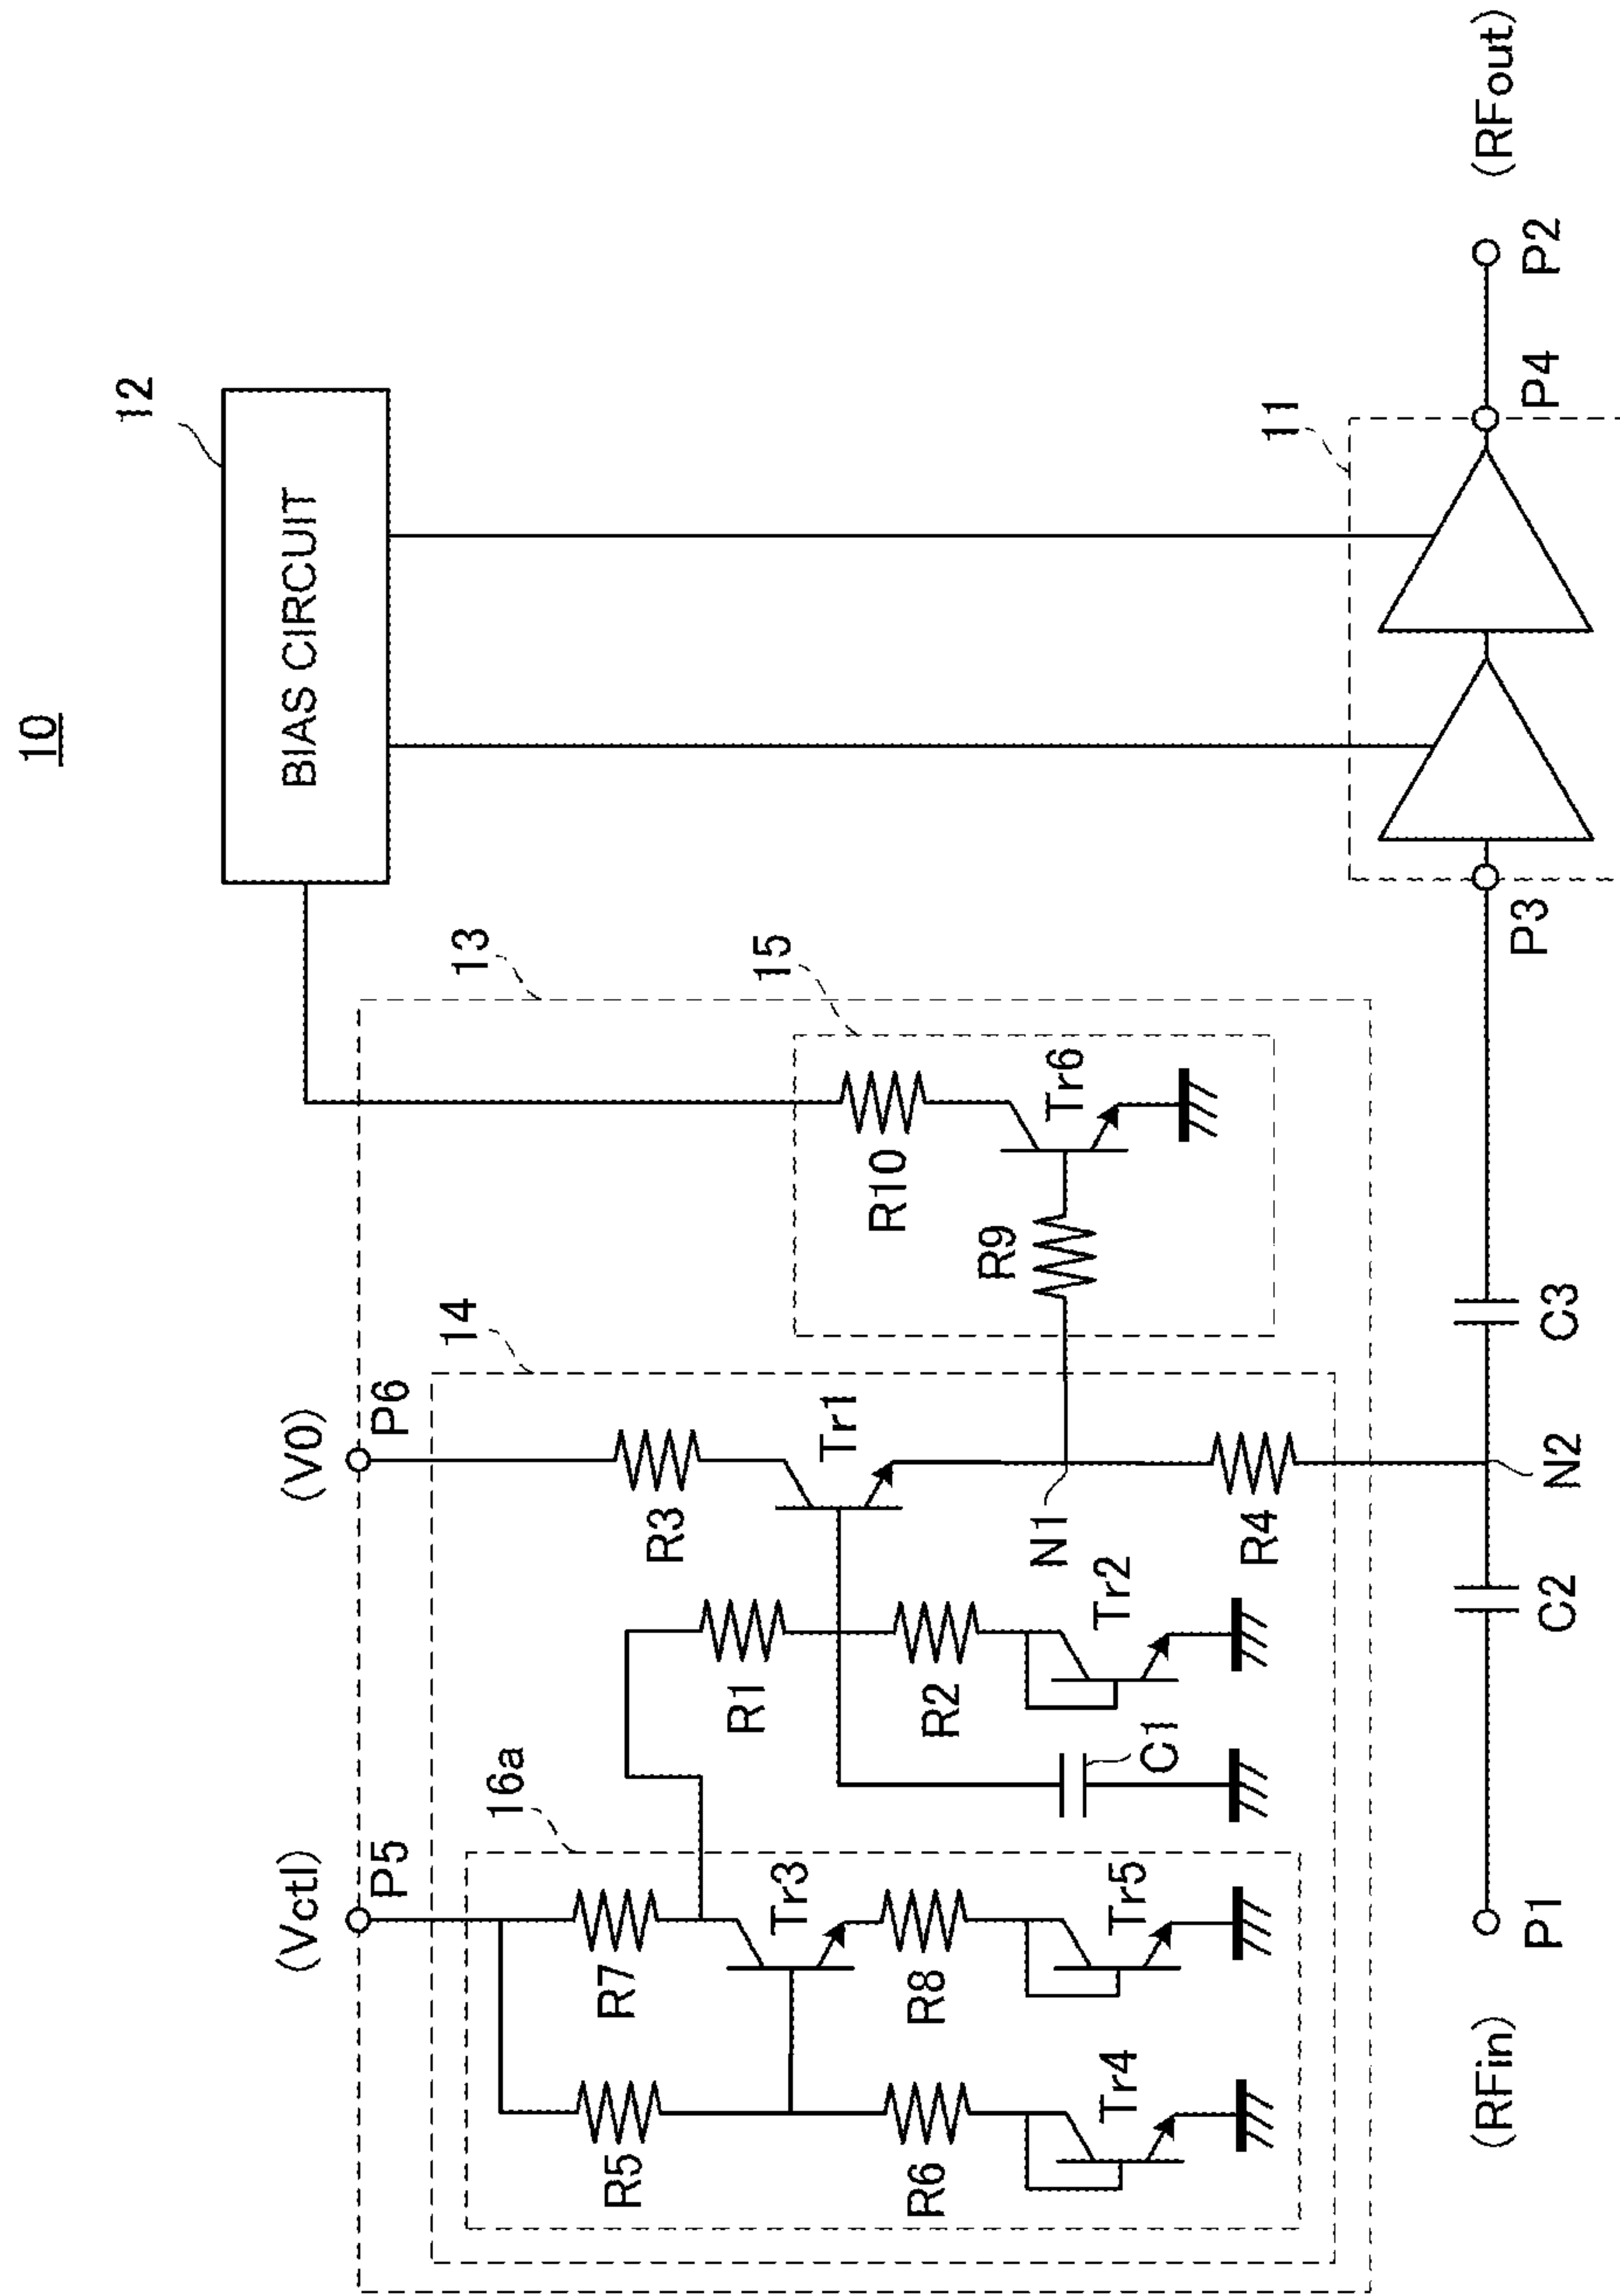 10
12
BIAS CIRCUIT
(Vctl)
P5
(V0)
P6
13
14
16a
15
R5
R7
R1
R3
R10
Tr3
Tr1
Tr6
R9
R6
R8
R2
N1
Tr4
Tr5
C1
Tr2
R4
11
(RFin)
P1
C2
N2
C3
P3
P4
P2
(RFout)